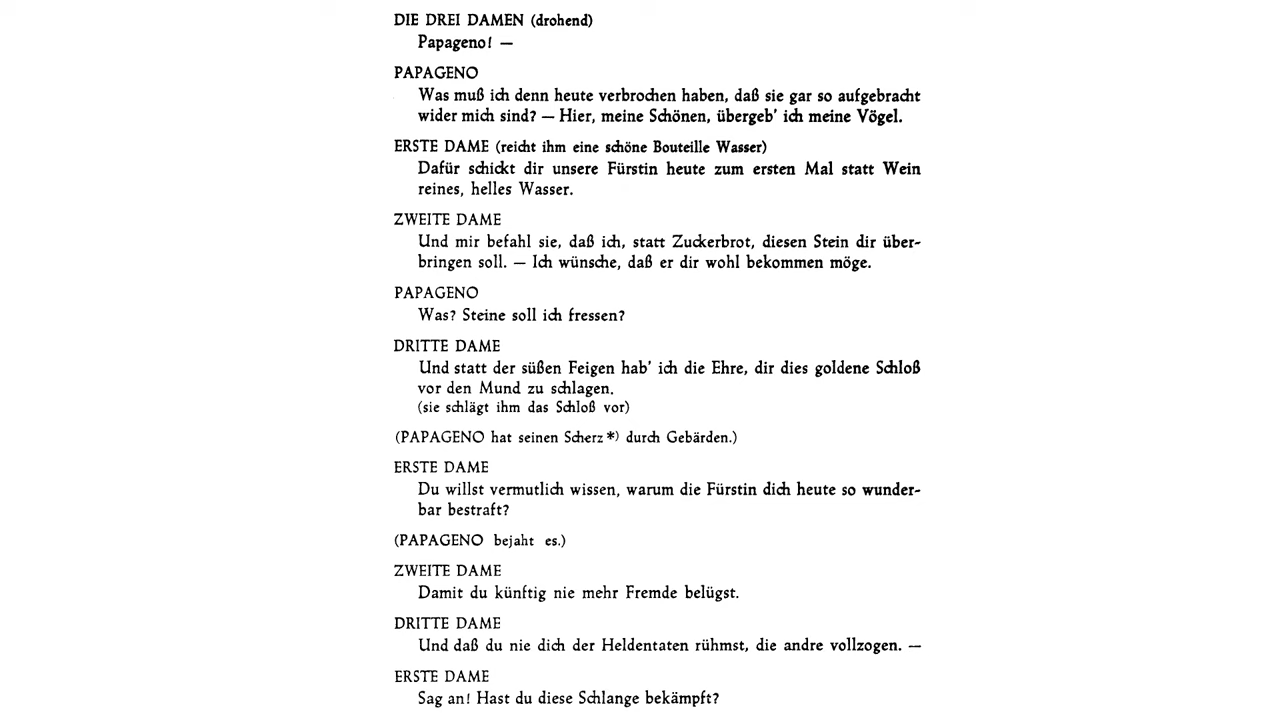 DIE DREI DAMEN (drohend)
Papageno! —
PAPAGENO
Was muß ich denn heute verbrochen haben, daß sie gar so aufgebracht
wider mich sind? — Hier, meine Schönen, übergeb' ich meine Vögel.
ERSTE DAME (reicht ihm eine schöne Bouteille Wasser)
Dafür schickt dir unsere Fürstin heute zum ersten Mal statt Wein
reines, helles Wasser.
ZWEITE DAME
Und mir befahl sie, daß ich, statt Zuckerbrot, diesen Stein dir über-
bringen soll. — Ich wünsche, daß er dir wohl bekommen möge.
PAPAGENO
Was? Steine soll ich fressen?
DRITTE DAME
Und statt der süßen Feigen hab' ich die Ehre, dir dies goldene Schloß
vor den Mund zu schlagen.
(sie schlägt ihm das Schloß vor)
(PAPAGENO hat seinen Scherz *) durch Gebärden.)
ERSTE DAME
Du willst vermutlich wissen, warum die Fürstin dich heute so wunder-
bar bestraft?
(PAPAGENO bejaht es.)
ZWEITE DAME
Damit du künftig nie mehr Fremde belügst.
DRITTE DAME
Und daß du nie dich der Heldentaten rühmst, die andre vollzogen. —
ERSTE DAME
Sag an! Hast du diese Schlange bekämpft?